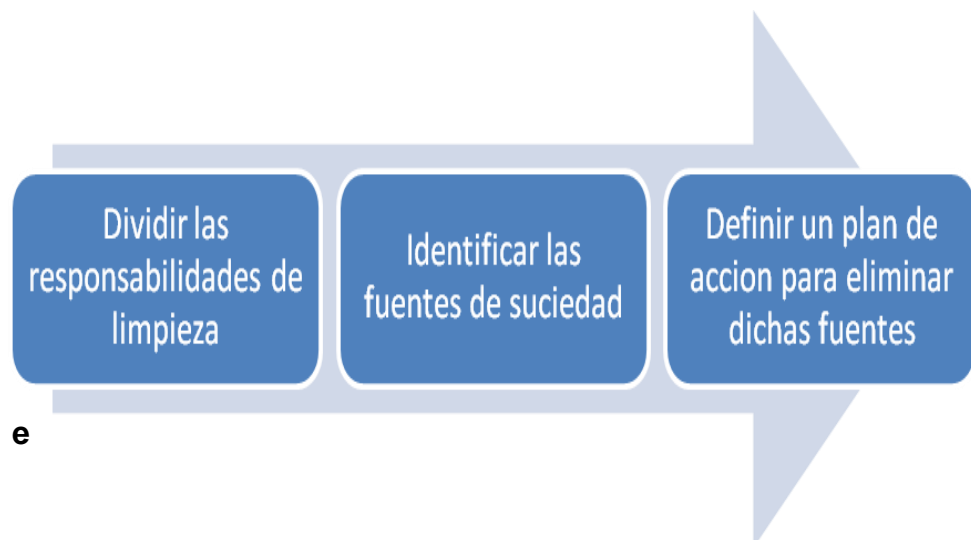 Dividir las
responsabilidades de
limpieza
Identificar las
fuentes de suciedad
Definir un plan de
accion para eliminar
dichas fuentes
e